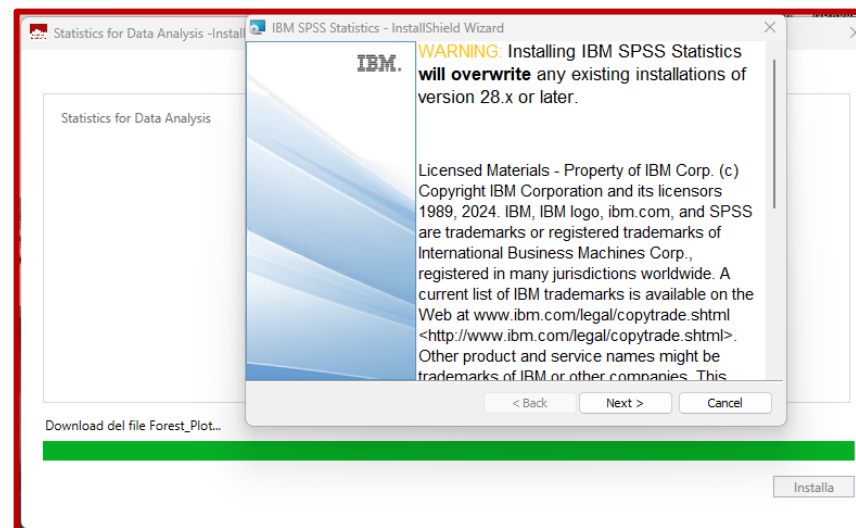 Statistics for Data Analysis -Install
IBM SPSS Statistics - InstallShield Wizard
Statistics for Data Analysis
IBM.
WARNING: Installing IBM SPSS Statistics
will overwrite any existing installations of
version 28.x or later.
Licensed Materials - Property of IBM Corp. (c)
Copyright IBM Corporation and its licensors
1989, 2024. IBM, IBM logo, ibm.com, and SPSS
are trademarks or registered trademarks of
International Business Machines Corp.,
registered in many jurisdictions worldwide. A
current list of IBM trademarks is available on the
Web at www.ibm.com/legal/copytrade.shtml
<http://www.ibm.com/legal/copytrade.shtml>.
Other product and service names might be
trademarks of IBM or other companies. This
< Back
Next >
Cancel
Download del file Forest_Plot...
Installa